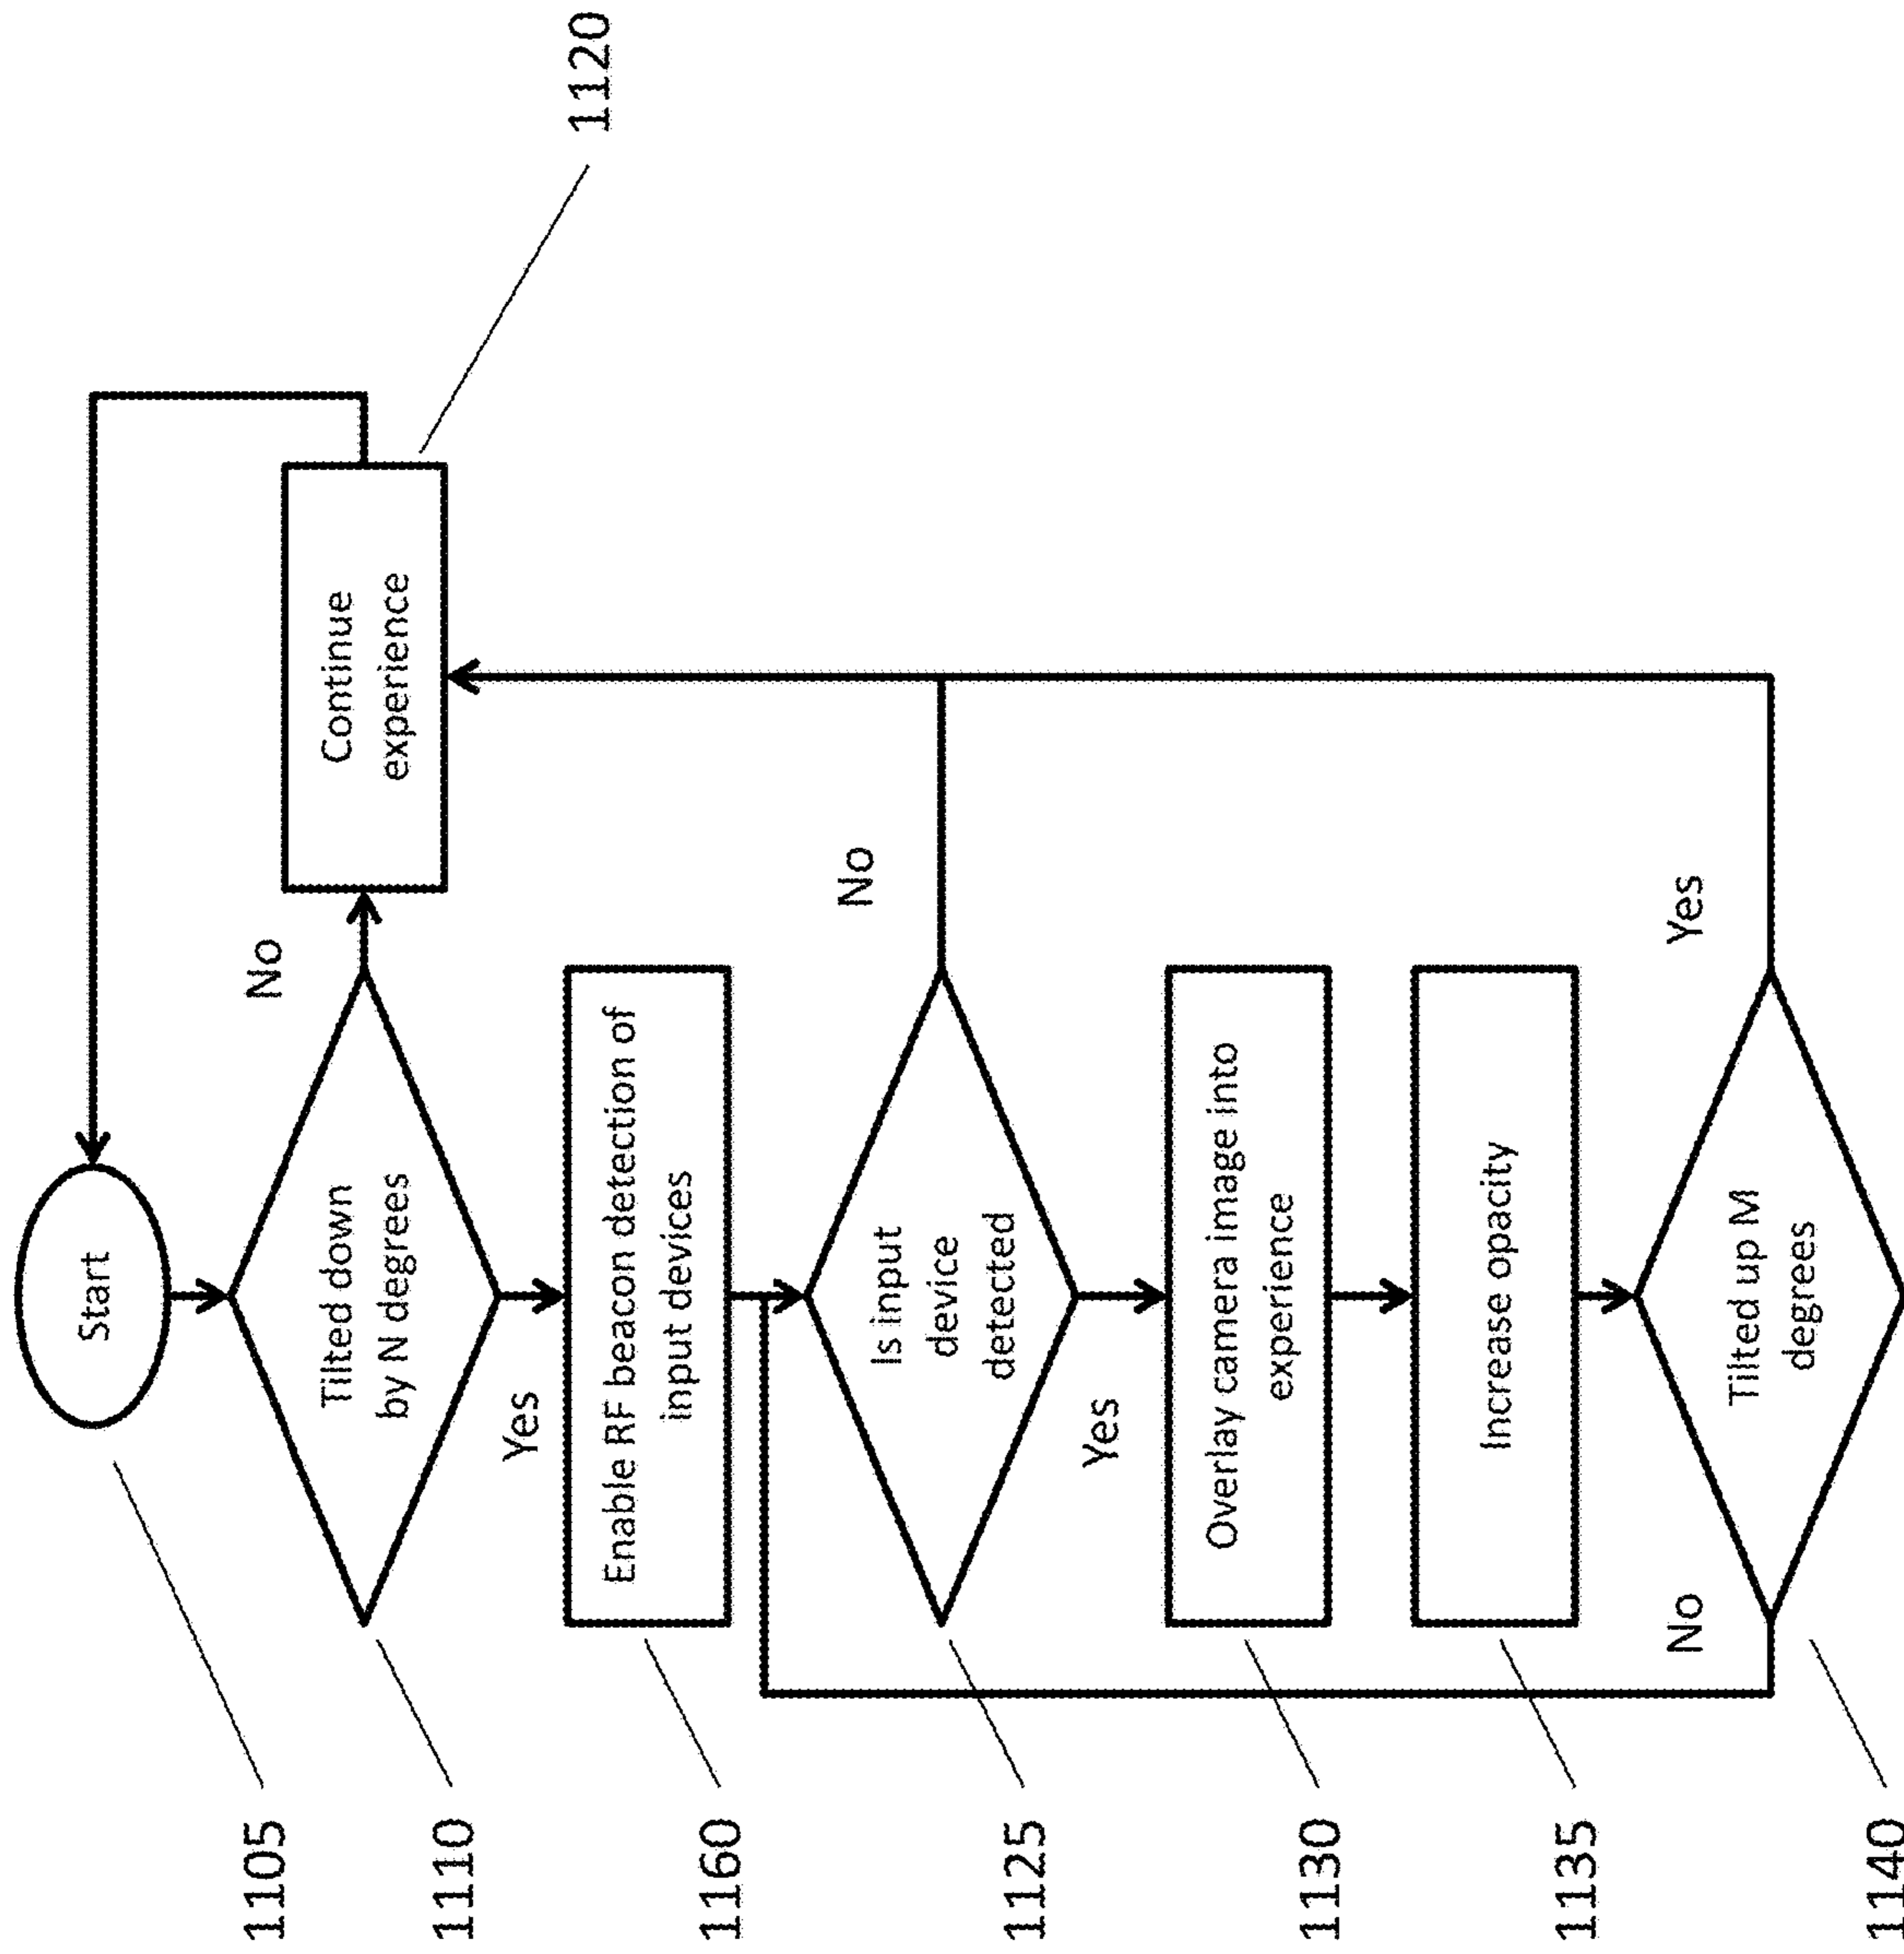 Start
1105
Tilted down
by N degrees
1110
No
Continue
experience
1120
Yes
Enable RF beacon detection of
input devices
1160
Is input
device
detected
1125
No
Yes
Overlay camera image into
experience
1130
Increase opacity
1135
Tilted up M
degrees
1140
No
Yes